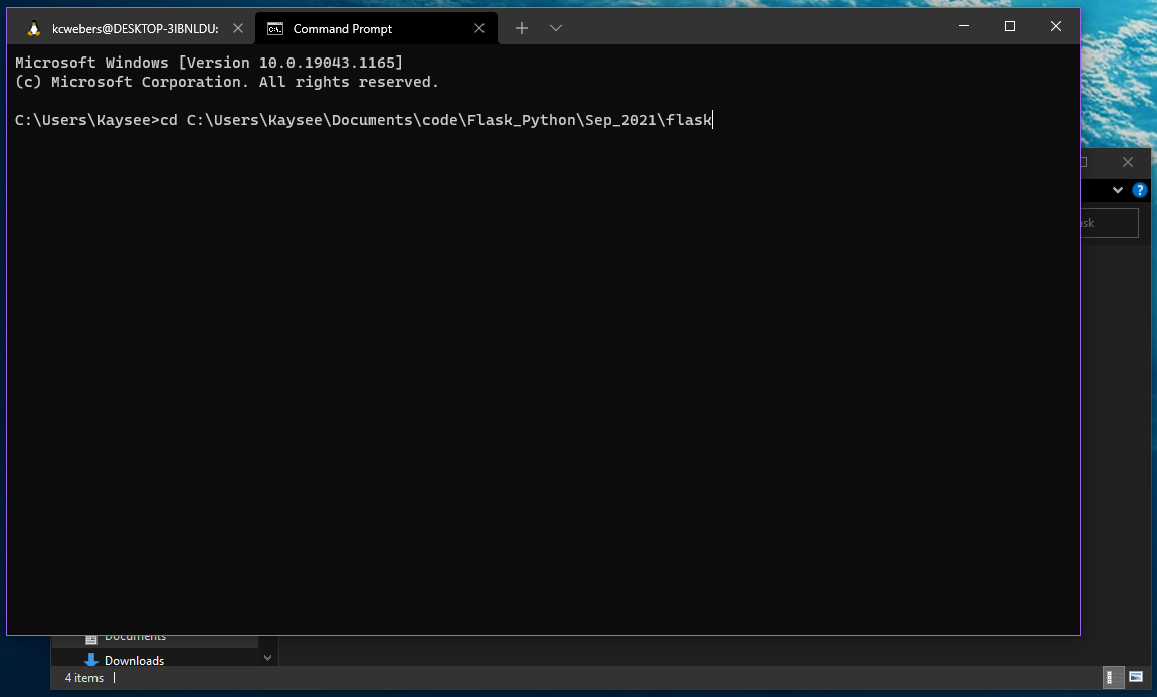 kcwebers@DESKTOP-3IBNLDU:
Command Prompt
Microsoft Windows [Version 10.0.19043.1165]
(c) Microsoft Corporation. All rights reserved.
C:\Users\Kaysee>cd C:\Users\Kaysee\Documents\code\Flask_Python\Sep_2021\flask
?
sk
Documents
Downloads
4 items